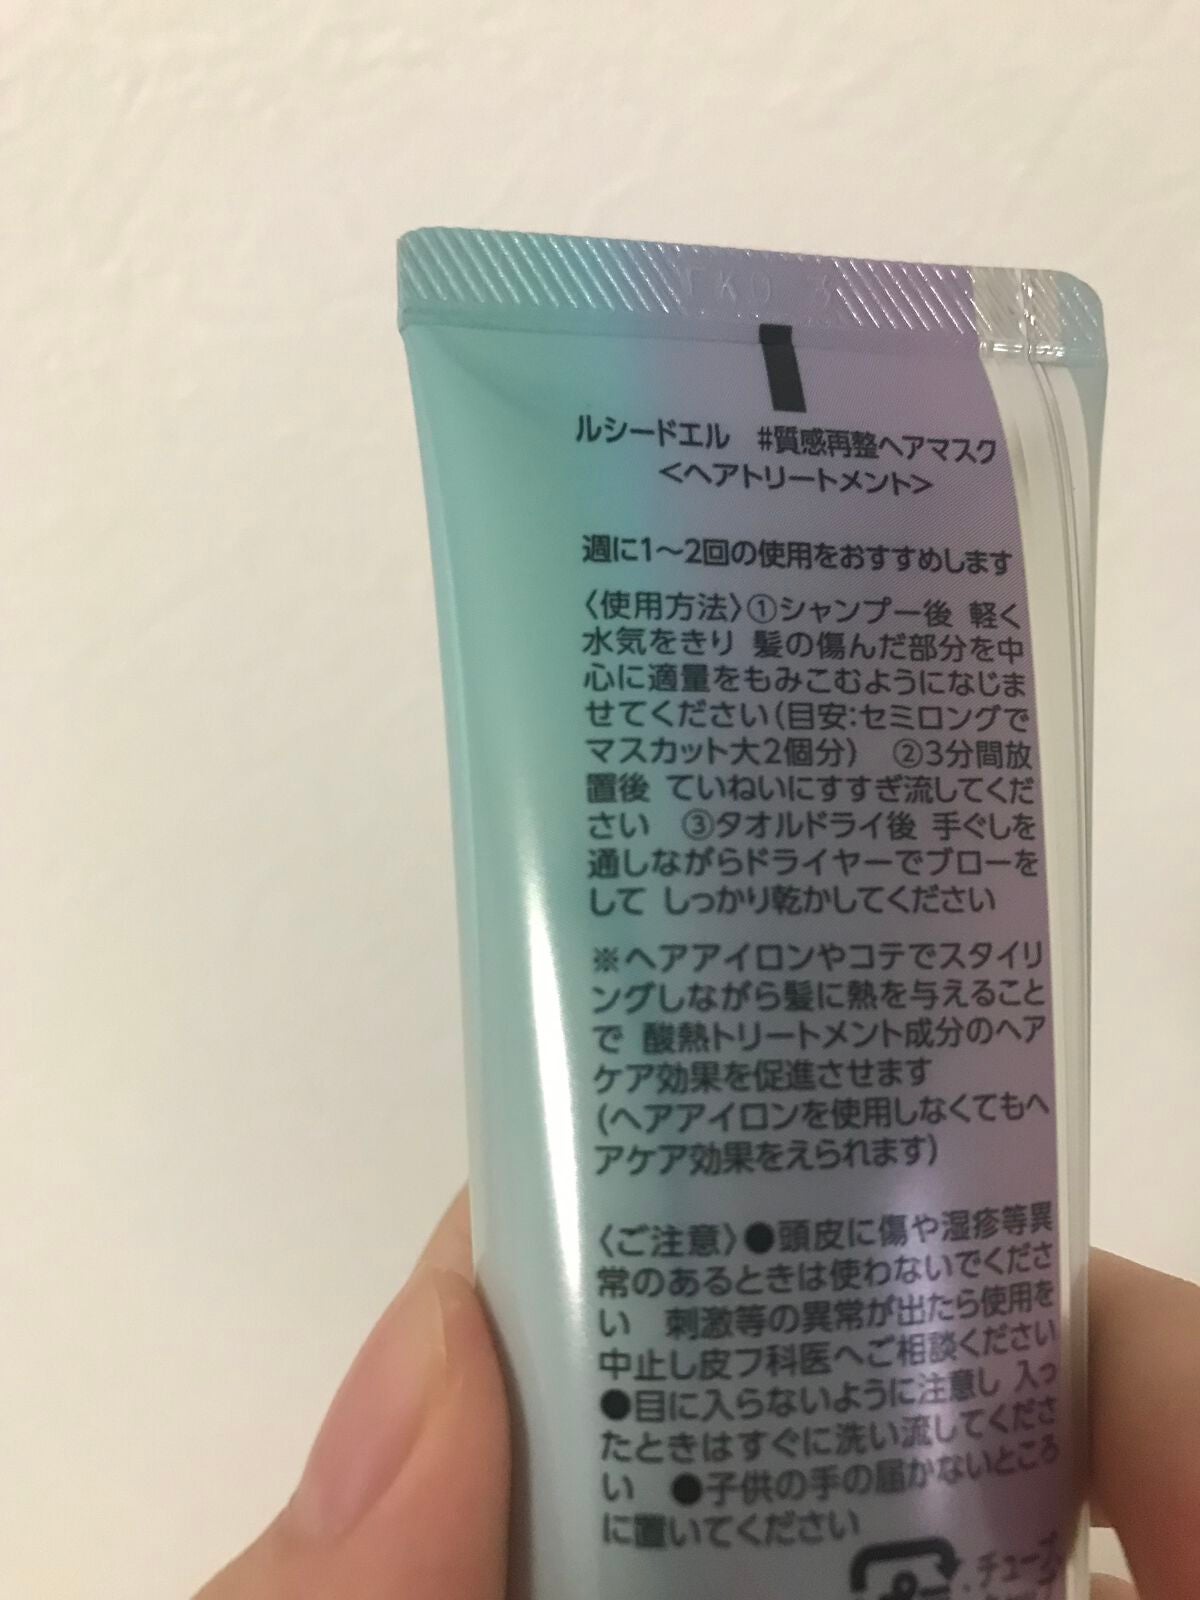 ルシードエル #質感再整ヘアマスク
<ヘアトリートメント>
週に1～2回の使用をおすすめします
〈使用方法〉①シャンプー後 軽く
水気をきり 髪の傷んだ部分を中
心に適量をもみこむようになじま
せてください(目安:セミロングで
マスカット大2個分) ②3分間放
置後 ていねいにすすぎ流してくだ
さい ③タオルドライ後 手ぐしを
通しながらドライヤーでブローを
して しっかり乾かしてください
※ヘアアイロンやコテでスタイリ
ングしながら髪に熱を与えること
で 酸熱トリートメント成分のヘア
ケア効果を促進させます
(ヘアアイロンを使用しなくてもヘ
アケア効果をえられます)
〈ご注意〉●頭皮に傷や湿疹等異
常のあるときは使わないでくださ
い 刺激等の異常が出たら使用を
中止し皮フ科医へご相談ください
●目に入らないように注意し 入っ
たときはすぐに洗い流してくださ
い ●子供の手の届かないところ
に置いてください
チューブ